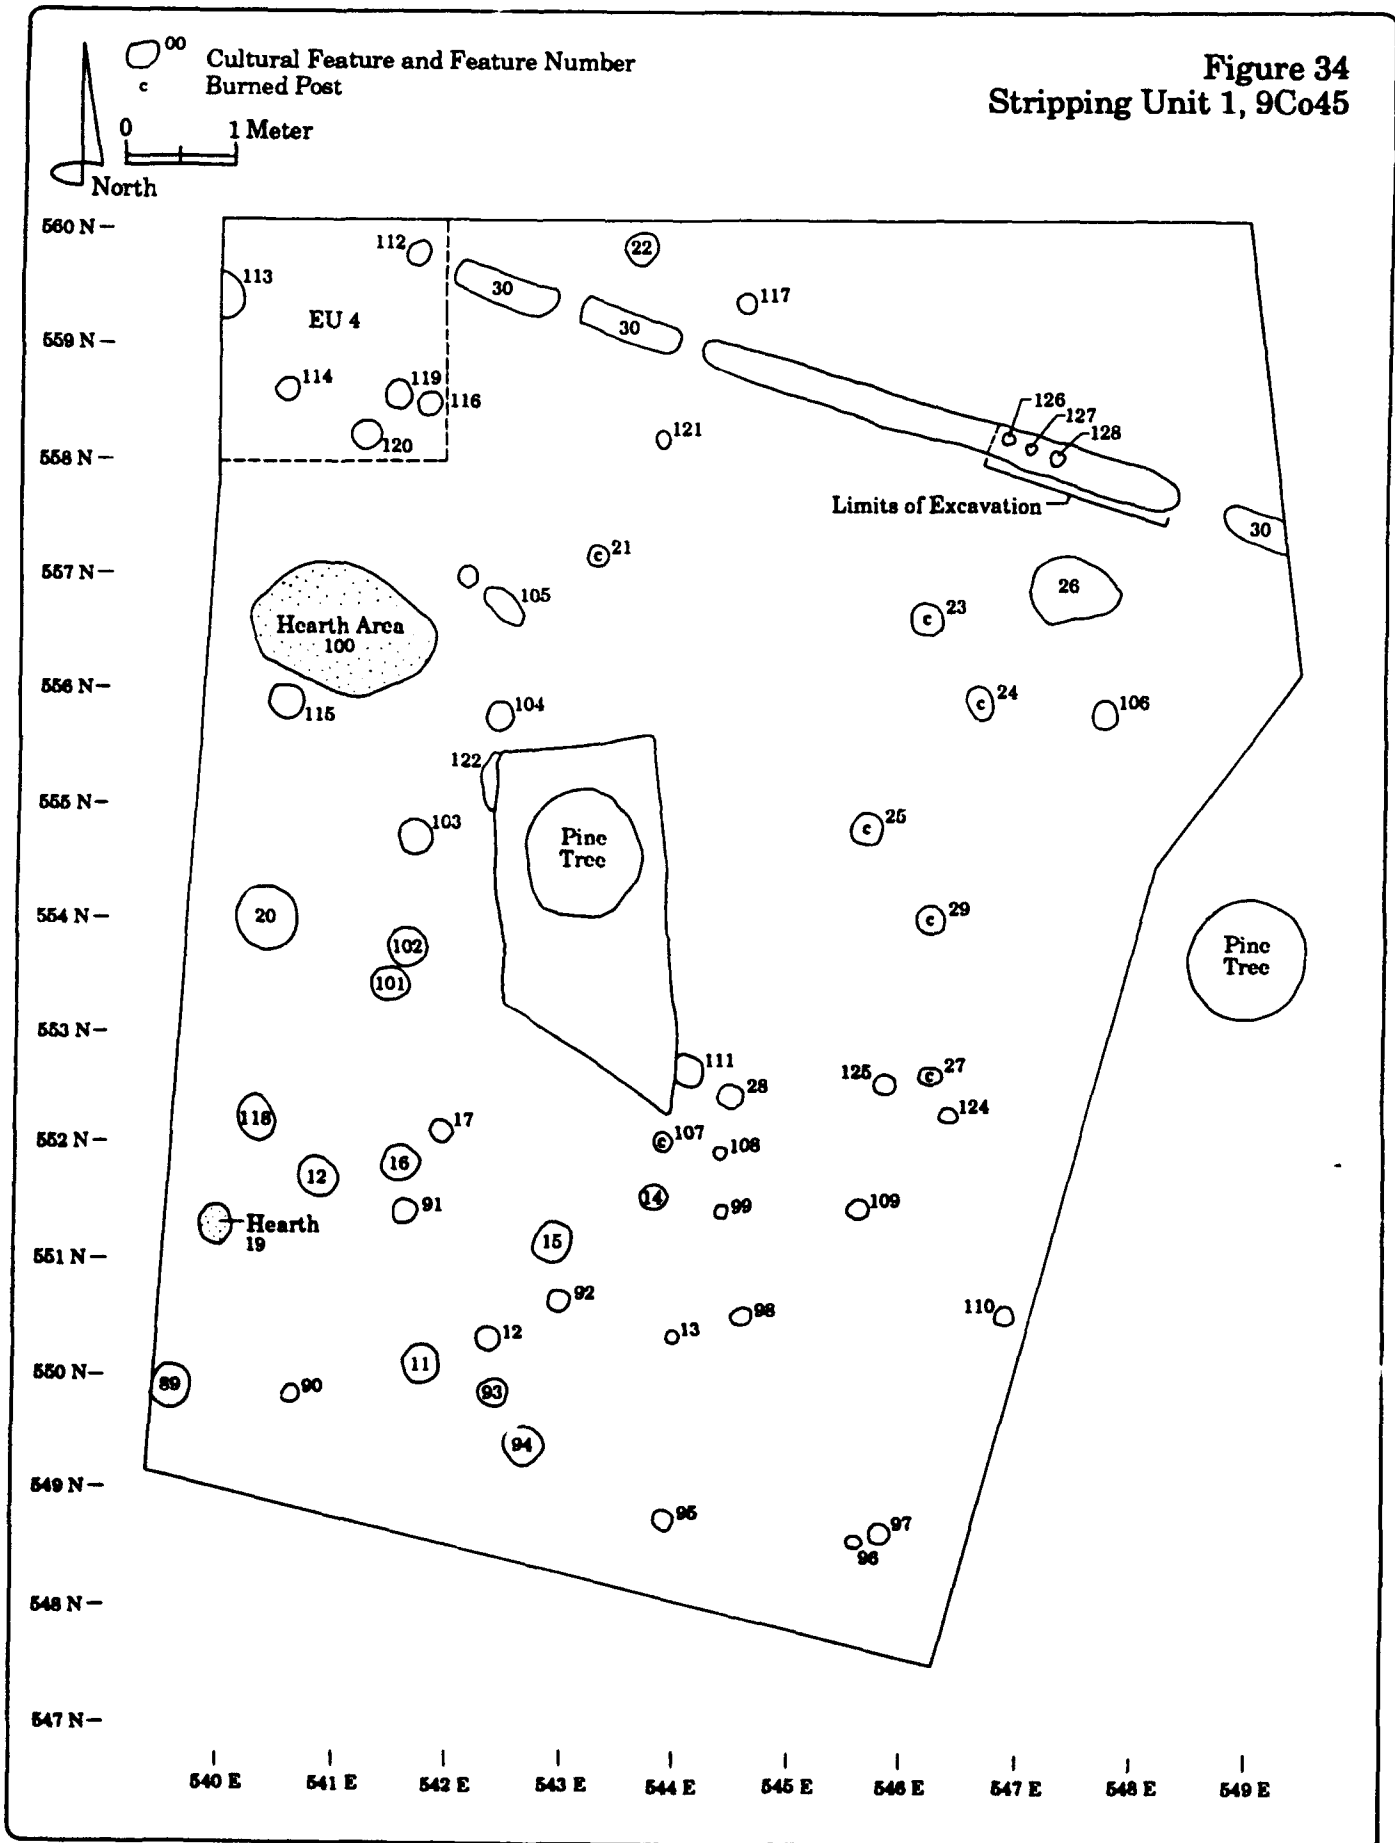 00
Cultural Feature and Feature Number
c
Burned Post
Figure 34
Stripping Unit 1, 9Co45
0
1 Meter
North
560 N
112
22
113
30
117
EU 4
30
559 N
114
119
116
126
127
121
128
120
558 N
Limits of Excavation
30
c
21
557 N
105
26
Hearth Area
100
c
23
556 N
115
104
c
24
106
122
555 N
103
Pine
Tree
c
25
554 N
20
102
c
29
Pine
Tree
101
553 N
111
28
125
c
27
118
17
124
552 N
c
107
108
16
12
91
14
99
109
Hearth
19
15
551 N
92
98
110
12
13
11
550 N
89
90
93
94
549 N
95
97
96
548 N
547 N
540 E
541 E
542 E
543 E
544 E
545 E
546 E
547 E
548 E
549 E